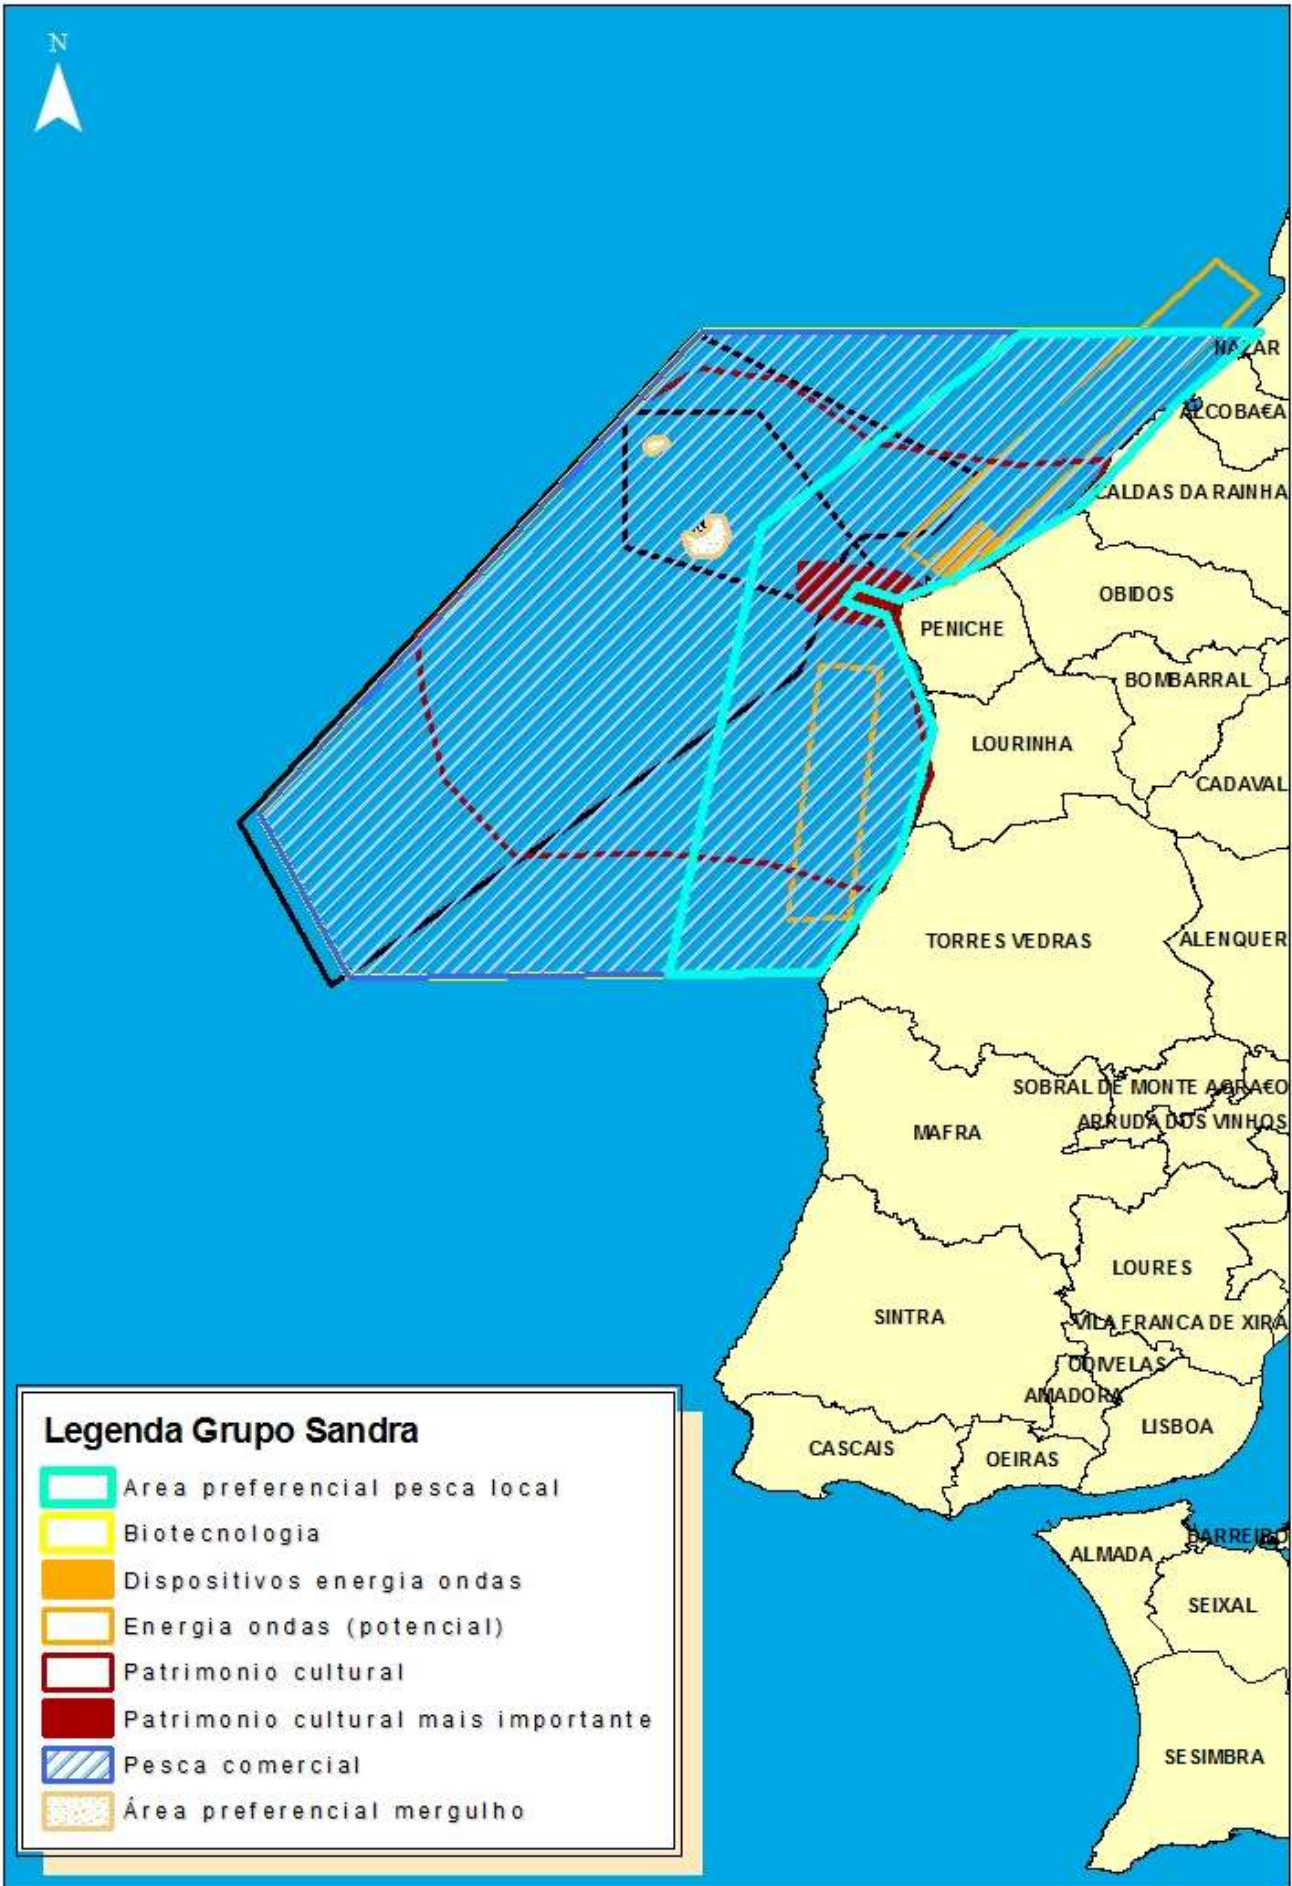 N
NAZAR
ALCOBA€A
CALDAS DA RAINHA
OBIDOS
PENICHE
BOMBARRAL
LOURINHA
CADAVAL
TORRES VEDRAS
ALENQUER
SOBRAL DE MONTE AGRA€O
ARRUDA DOS VINHOS
MAFRA
LOURES
SINTRA
VILA FRANCA DE XIRA
ODIVELAS
AMADORA
LISBOA
CASCAIS
OEIRAS
BARREIRO
ALMADA
SEIXAL
SESIMBRA
Legenda Grupo Sandra
Area preferencial pesca local
Biotecnologia
Dispositivos energia ondas
Energia ondas (potencial)
Patrimonio cultural
Patrimonio cultural mais importante
Pesca comercial
Área preferencial mergulho